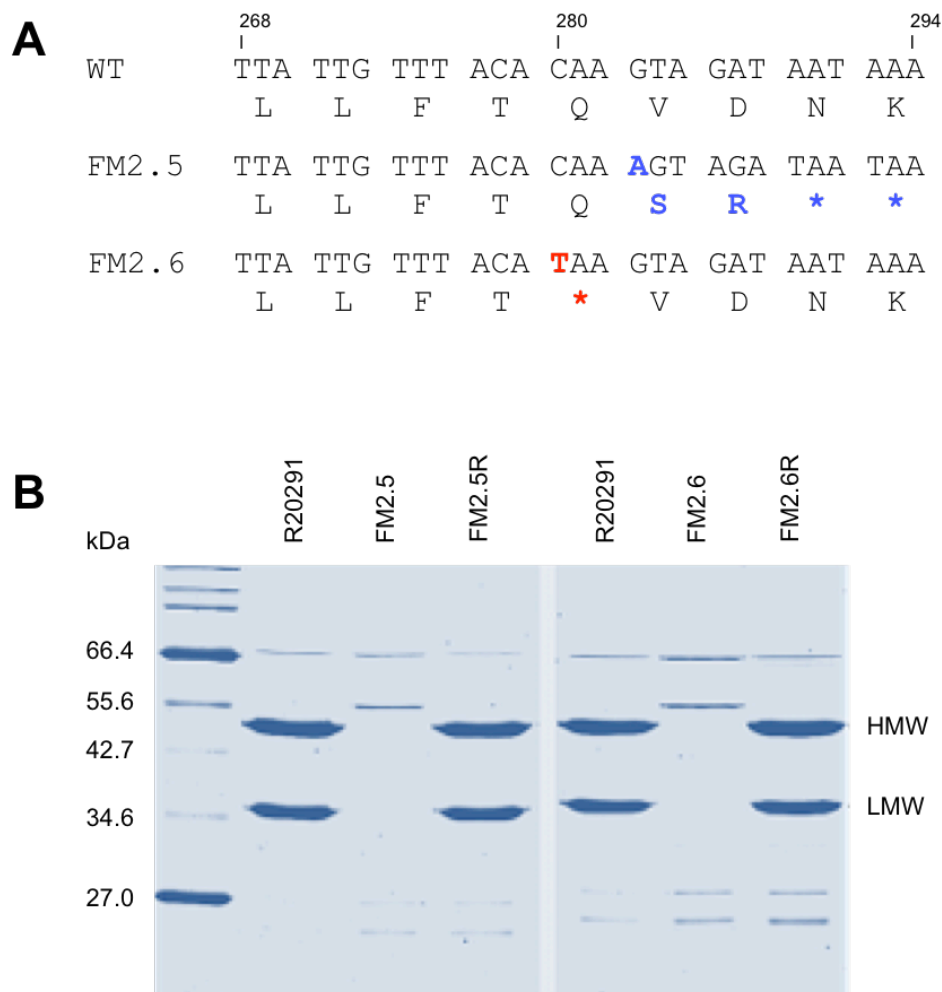 A
268 280 294
WT TTA TTG TTT ACA CAA GTA GAT AAT AAA
L L F T Q V D N K
FM2.5 TTA TTG TTT ACA CAA AGT AGA TAA TAA
L L F T Q S R * *
FM2.6 TTA TTG TTT ACA TAA GTA GAT AAT AAA
L L F T * V D N K
B
kDa R20291 FM2.5 FM2.5R R20291 FM2.6 FM2.6R
66.4
55.6
HMW
42.7
LMW
34.6
27.0